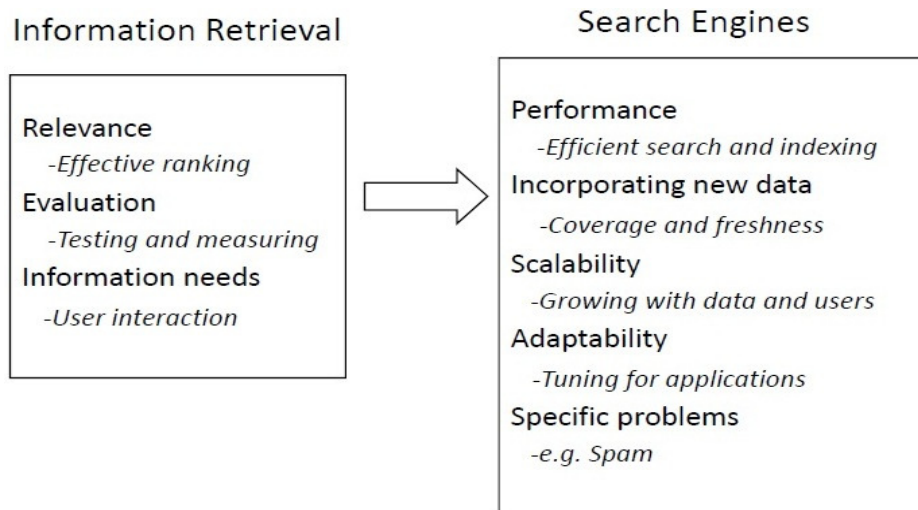 Information Retrieval
Relevance
-Effective ranking
Evaluation
-Testing and measuring
Information needs
-User interaction
Search Engines
Performance
-Efficient search and indexing
Incorporating new data
-Coverage and freshness
Scalability
-Growing with data and users
Adaptability
-Tuning for applications
Specific problems
-e.g. Spam